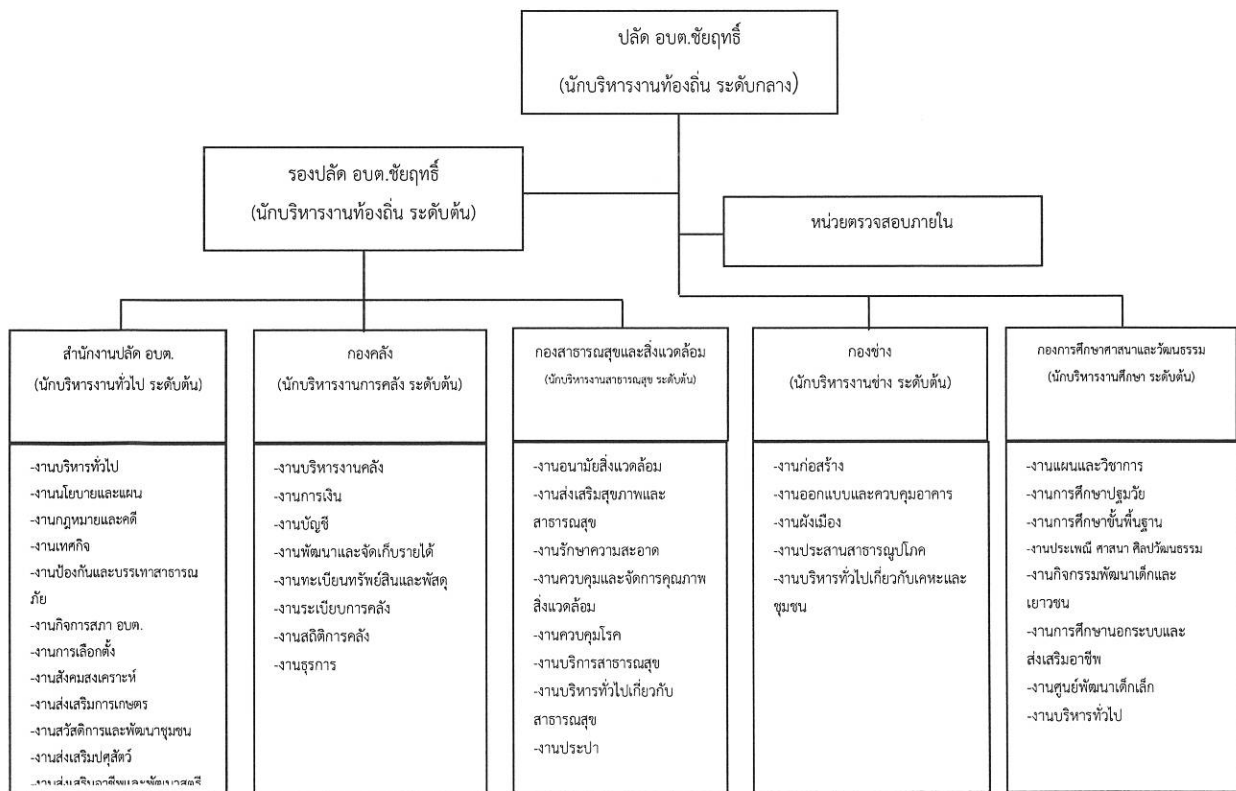 ปลัด อบต.ชัยฤทธิ์
(นักบริหารงานท้องถิ่น ระดับกลาง)
รองปลัด อบต.ชัยฤทธิ์
(นักบริหารงานท้องถิ่น ระดับต้น)
หน่วยตรวจสอบภายใน
สำนักงานปลัด อบต.
(นักบริหารงานทั่วไป ระดับต้น)
-งานบริหารทั่วไป
-งานนโยบายและแผน
-งานกฎหมายและคดี
-งานเทศกิจ
-งานป้องกันและบรรเทาสาธารณ
ภัย
-งานกิจการสภา อบต.
-งานการเลือกตั้ง
-งานสังคมสงเคราะห์
-งานส่งเสริมการเกษตร
-งานสวัสดิการและพัฒนาชุมชน
-งานส่งเสริมปศุสัตว์
-งานส่งเสริมอาชีพและพัฒนาสตรี
กองคลัง
(นักบริหารงานการคลัง ระดับต้น)
-งานบริหารงานคลัง
-งานการเงิน
-งานบัญชี
-งานพัฒนาและจัดเก็บรายได้
-งานทะเบียนทรัพย์สินและพัสดุ
-งานระเบียบการคลัง
-งานสถิติการคลัง
-งานธุรการ
กองสาธารณสุขและสิ่งแวดล้อม
(นักบริหารงานสาธารณสุข ระดับต้น)
-งานอนามัยสิ่งแวดล้อม
-งานส่งเสริมสุขภาพและ
สาธารณสุข
-งานรักษาความสะอาด
-งานควบคุมและจัดการคุณภาพ
สิ่งแวดล้อม
-งานควบคุมโรค
-งานบริการสาธารณสุข
-งานบริหารทั่วไปเกี่ยวกับ
สาธารณสุข
-งานประปา
กองช่าง
(นักบริหารงานช่าง ระดับต้น)
-งานก่อสร้าง
-งานออกแบบและควบคุมอาคาร
-งานผังเมือง
-งานประสานสาธารณูปโภค
-งานบริหารทั่วไปเกี่ยวกับเคหะและ
ชุมชน
กองการศึกษาศาสนาและวัฒนธรรม
(นักบริหารงานศึกษา ระดับต้น)
-งานแผนและวิชาการ
-งานการศึกษาปฐมวัย
-งานการศึกษาขั้นพื้นฐาน
-งานประเพณี ศาสนา ศิลปวัฒนธรรม
-งานกิจกรรมพัฒนาเด็กและ
เยาวชน
-งานการศึกษานอกระบบและ
ส่งเสริมอาชีพ
-งานศูนย์พัฒนาเด็กเล็ก
-งานบริหารทั่วไป